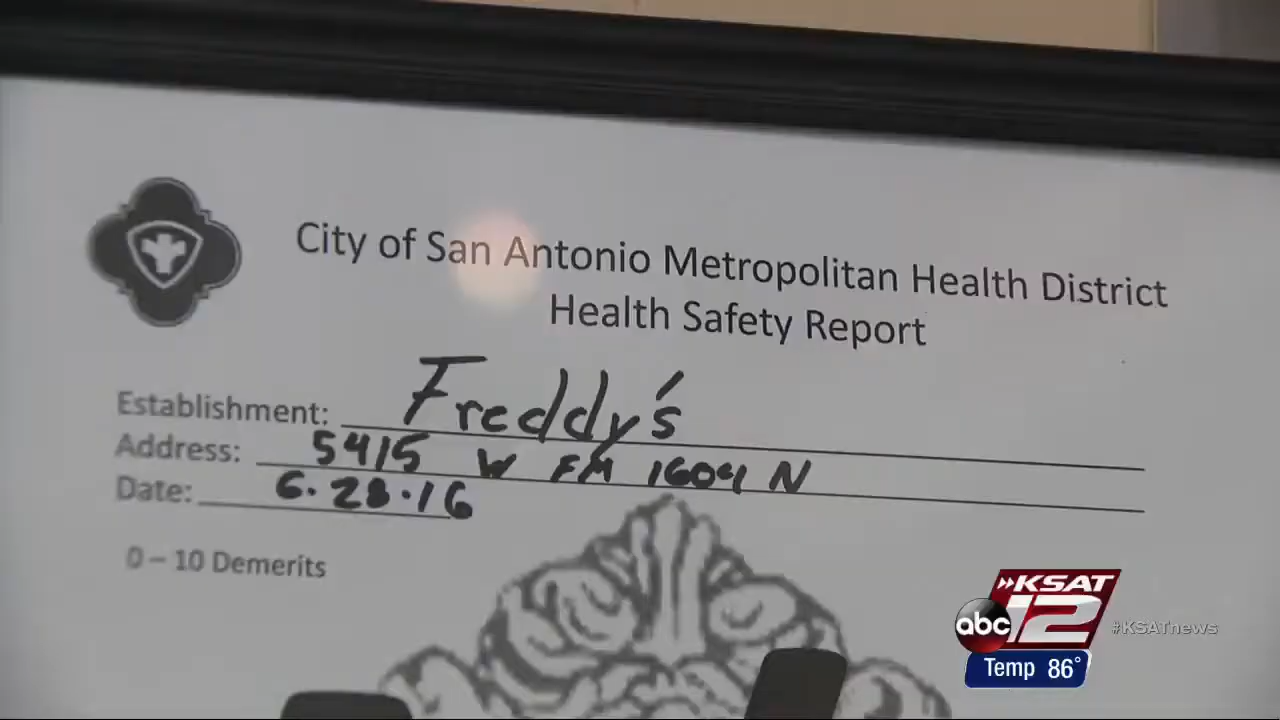 City of San Antonio Metropolitan Health District
Health Safety Report
Establishment: Freddy's
Address: 5415 W FM 1604 N
Date: 6.28.16
0 – 10 Demerits
KSAT
abc 12 #KSATnews
Temp 86°